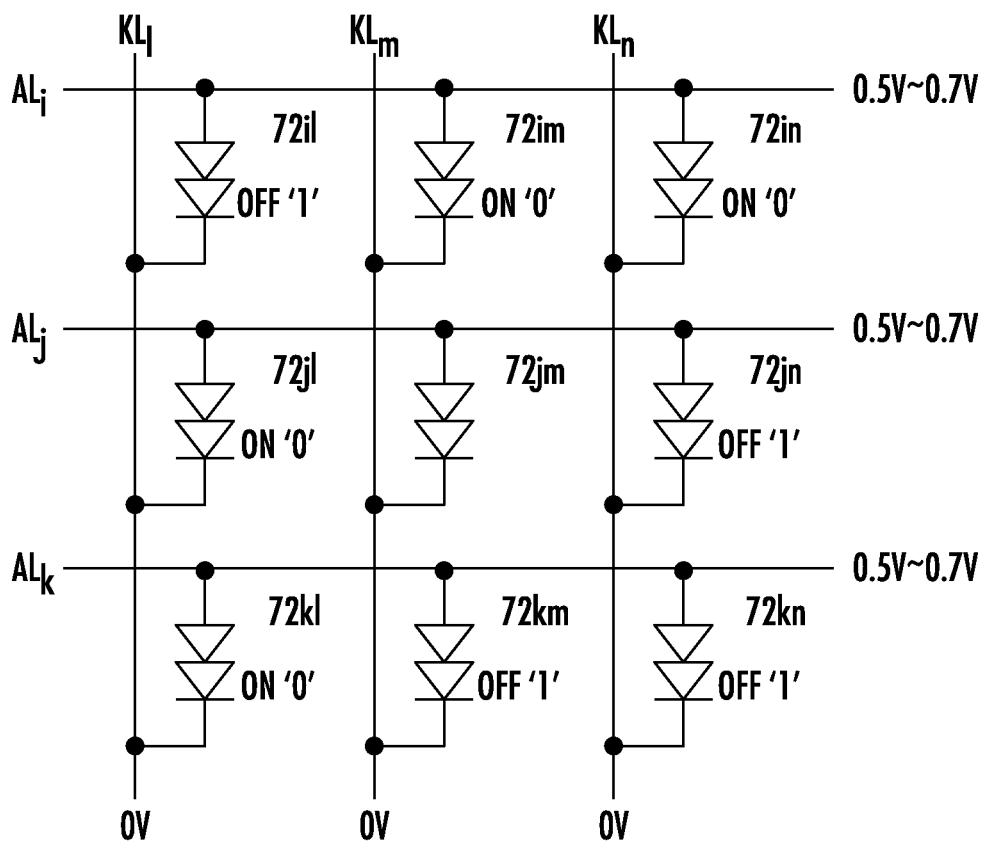 KLl KLm KLn
ALi 0.5V~0.7V
72il 72im 72in
OFF ‘1’ ON ‘0’ ON ‘0’
ALj 0.5V~0.7V
72jl 72jm 72jn
ON ‘0’ OFF ‘1’
ALk 0.5V~0.7V
72kl 72km 72kn
ON ‘0’ OFF ‘1’ OFF ‘1’
0V 0V 0V